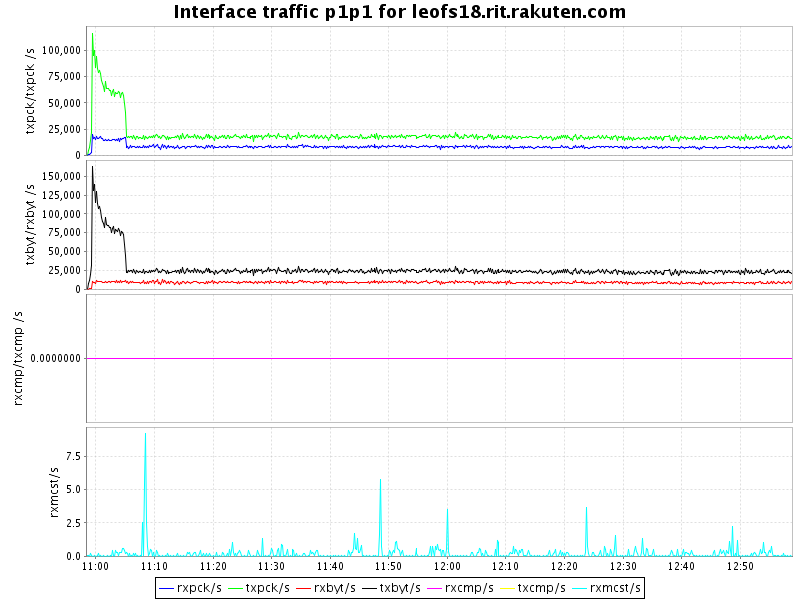 Interface traffic p1p1 for leofs18.rit.rakuten.com
txpck/txpck /s
100,000
75,000
50,000
25,000
0
txbyt/rxbyt /s
150,000
125,000
100,000
75,000
50,000
25,000
0
rxcmp/txcmp /s
0.0000000
rxmcst/s
7.5
5.0
2.5
0.0
11:00 11:10 11:20 11:30 11:40 11:50 12:00 12:10 12:20 12:30 12:40 12:50
rxpck/s txpck/s rxbyt/s txbyt/s rxcmp/s txcmp/s rxmcst/s